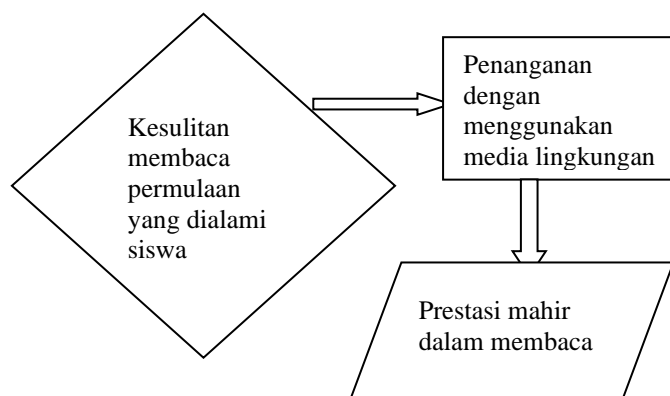 Kesulitan
membaca
permulaan
yang dialami
siswa
Penanganan
dengan
menggunakan
media lingkungan
Prestasi mahir
dalam membaca